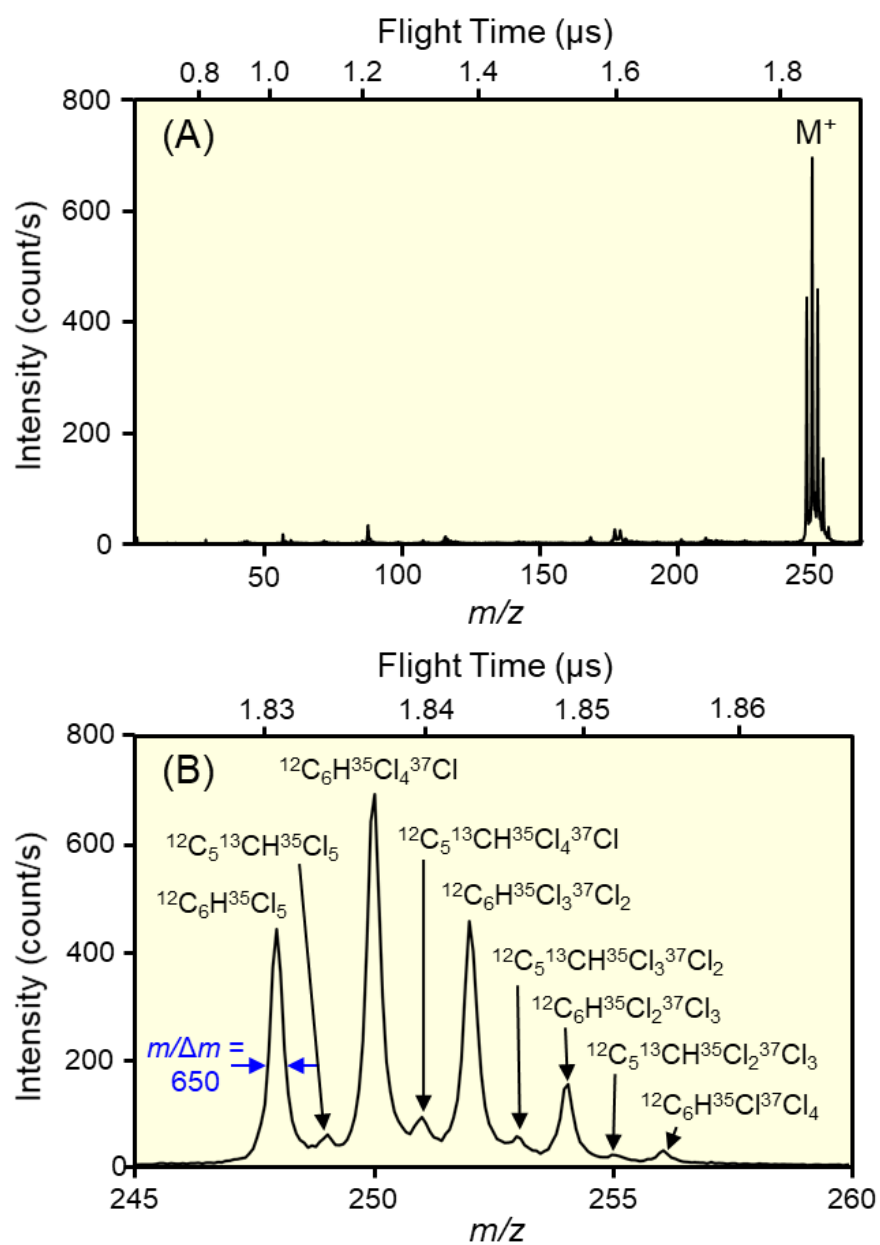 Flight Time (μs)
0.8 1.0 1.2 1.4 1.6 1.8
800
600
400
200
0
Intensity (count/s)
(A)
M⁺
50 100 150 200 250
m/z
Flight Time (μs)
1.83 1.84 1.85 1.86
800
600
400
200
0
Intensity (count/s)
(B)
¹²C₆H³⁵Cl₄³⁷Cl
¹²C₅¹³CH³⁵Cl₅
¹²C₅¹³CH³⁵Cl₄³⁷Cl
¹²C₆H³⁵Cl₅
¹²C₆H³⁵Cl₃³⁷Cl₂
¹²C₅¹³CH³⁵Cl₃³⁷Cl₂
¹²C₆H³⁵Cl₂³⁷Cl₃
¹²C₅¹³CH³⁵Cl₂³⁷Cl₃
¹²C₆H³⁵Cl³⁷Cl₄
m/Δm =
650
245 250 255 260
m/z